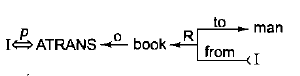 p
o
R
to
I ⇔ ATRANS ← book ← man
from
I